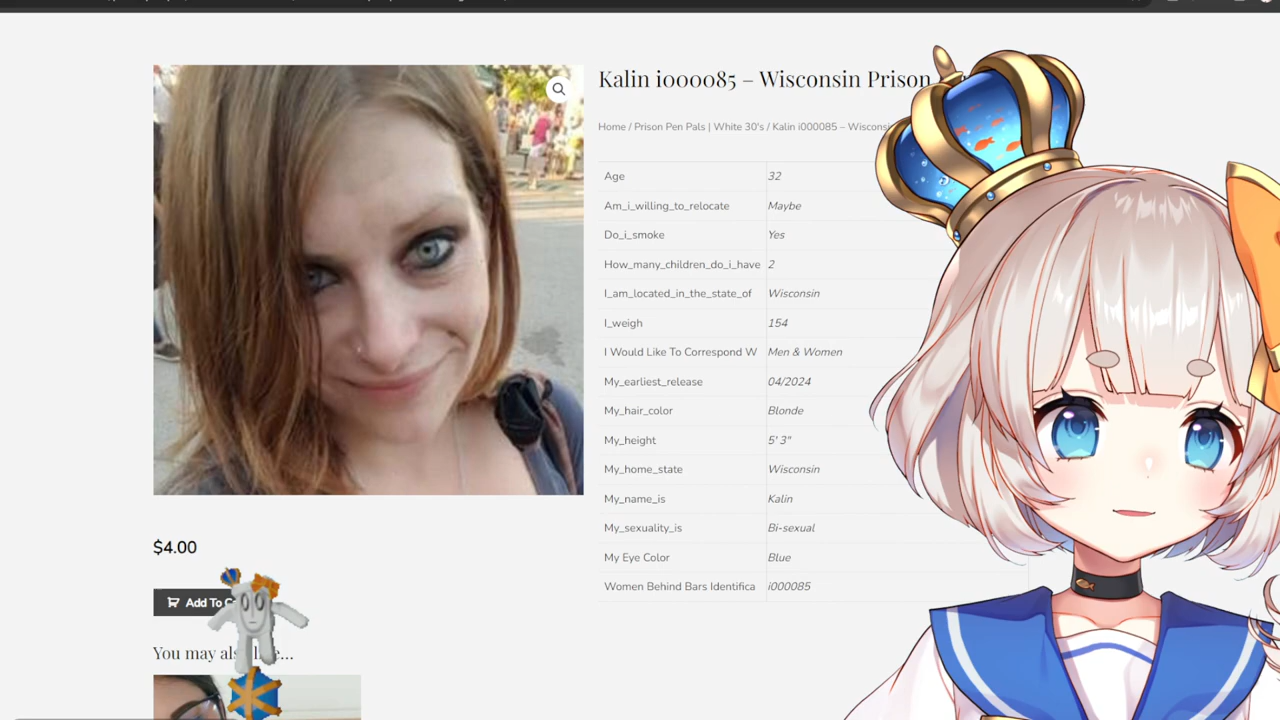 Kalin i000085 – Wisconsin Prison
Home / Prison Pen Pals | White 30's / Kalin i000085 – Wisconsi
Age 32
Am_i_willing_to_relocate Maybe
Do_i_smoke Yes
How_many_children_do_i_have 2
I_am_located_in_the_state_of Wisconsin
I_weigh 154
I Would Like To Correspond W Men & Women
My_earliest_release 04/2024
My_hair_color Blonde
My_height 5' 3"
My_home_state Wisconsin
My_name_is Kalin
My_sexuality_is Bi-sexual
My Eye Color Blue
Women Behind Bars Identifica i000085
$4.00
Add To C
You may als